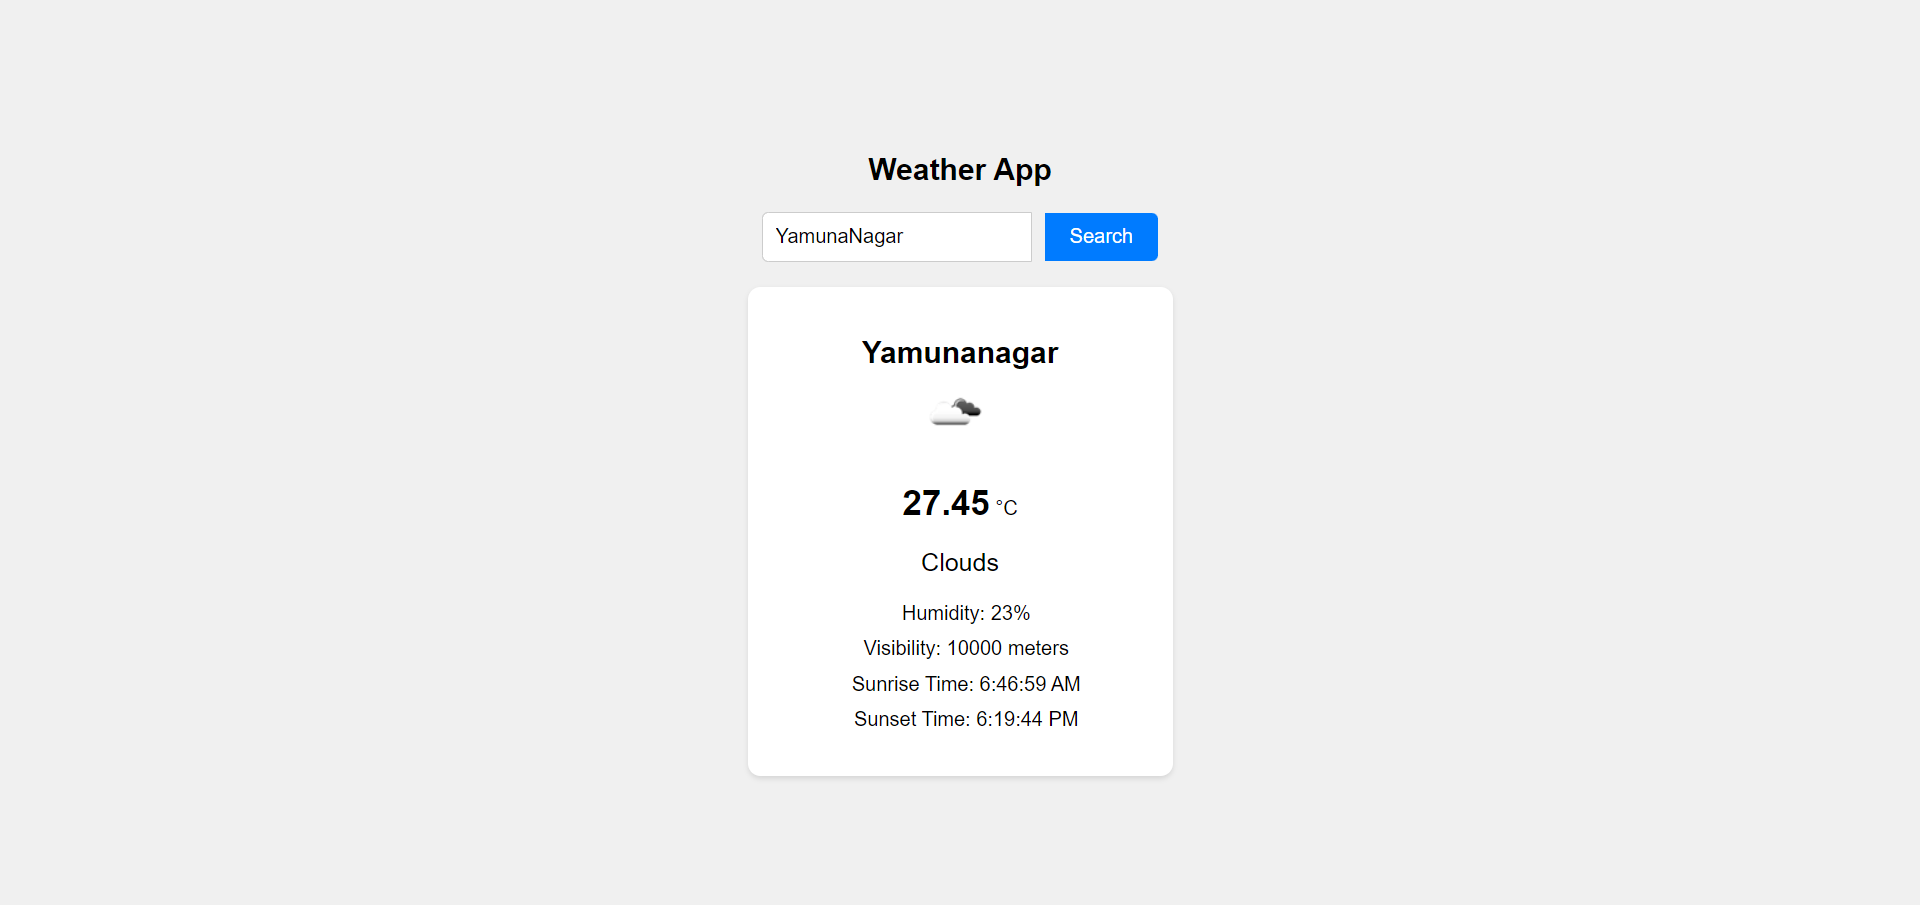 Weather App
YamunaNagar
Search
Yamunanagar
27.45 °C
Clouds
Humidity: 23%
Visibility: 10000 meters
Sunrise Time: 6:46:59 AM
Sunset Time: 6:19:44 PM